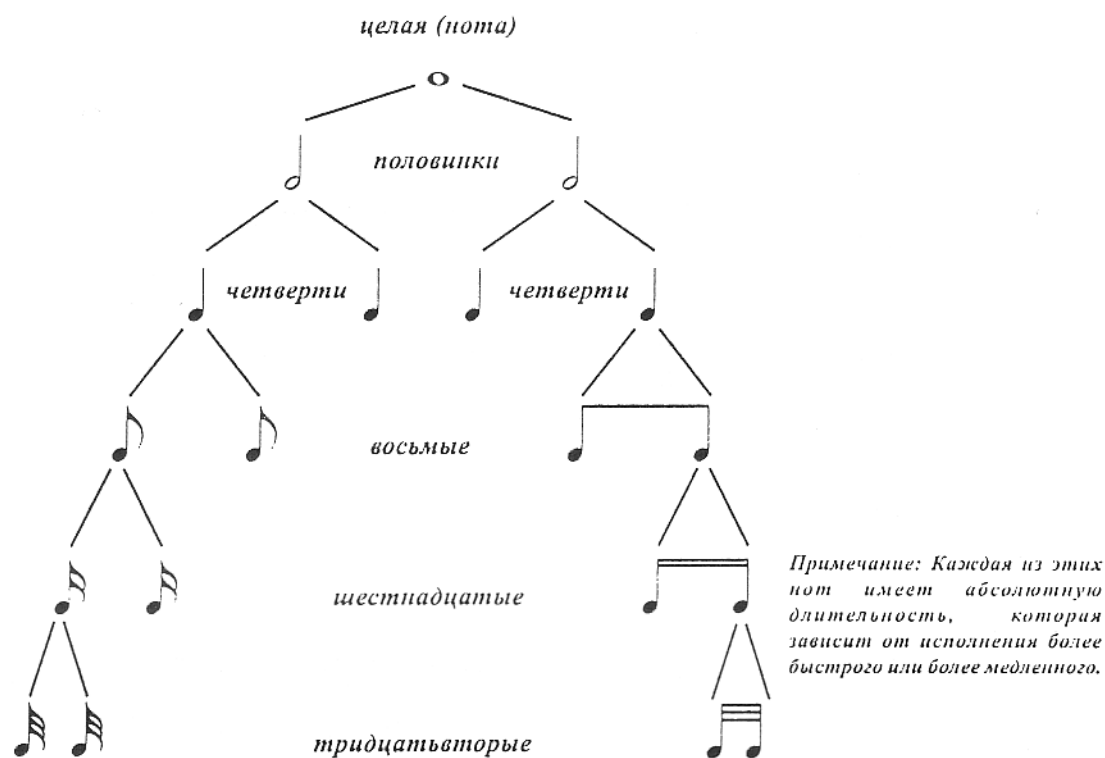 целая (нота)
половинки
четверти четверти
восьмые
шестнадцатые
Примечание: Каждая из этих
нот имеет абсолютную
длительность, которая
зависит от исполнения более
быстрого или более медленного.
тридцатьвторые